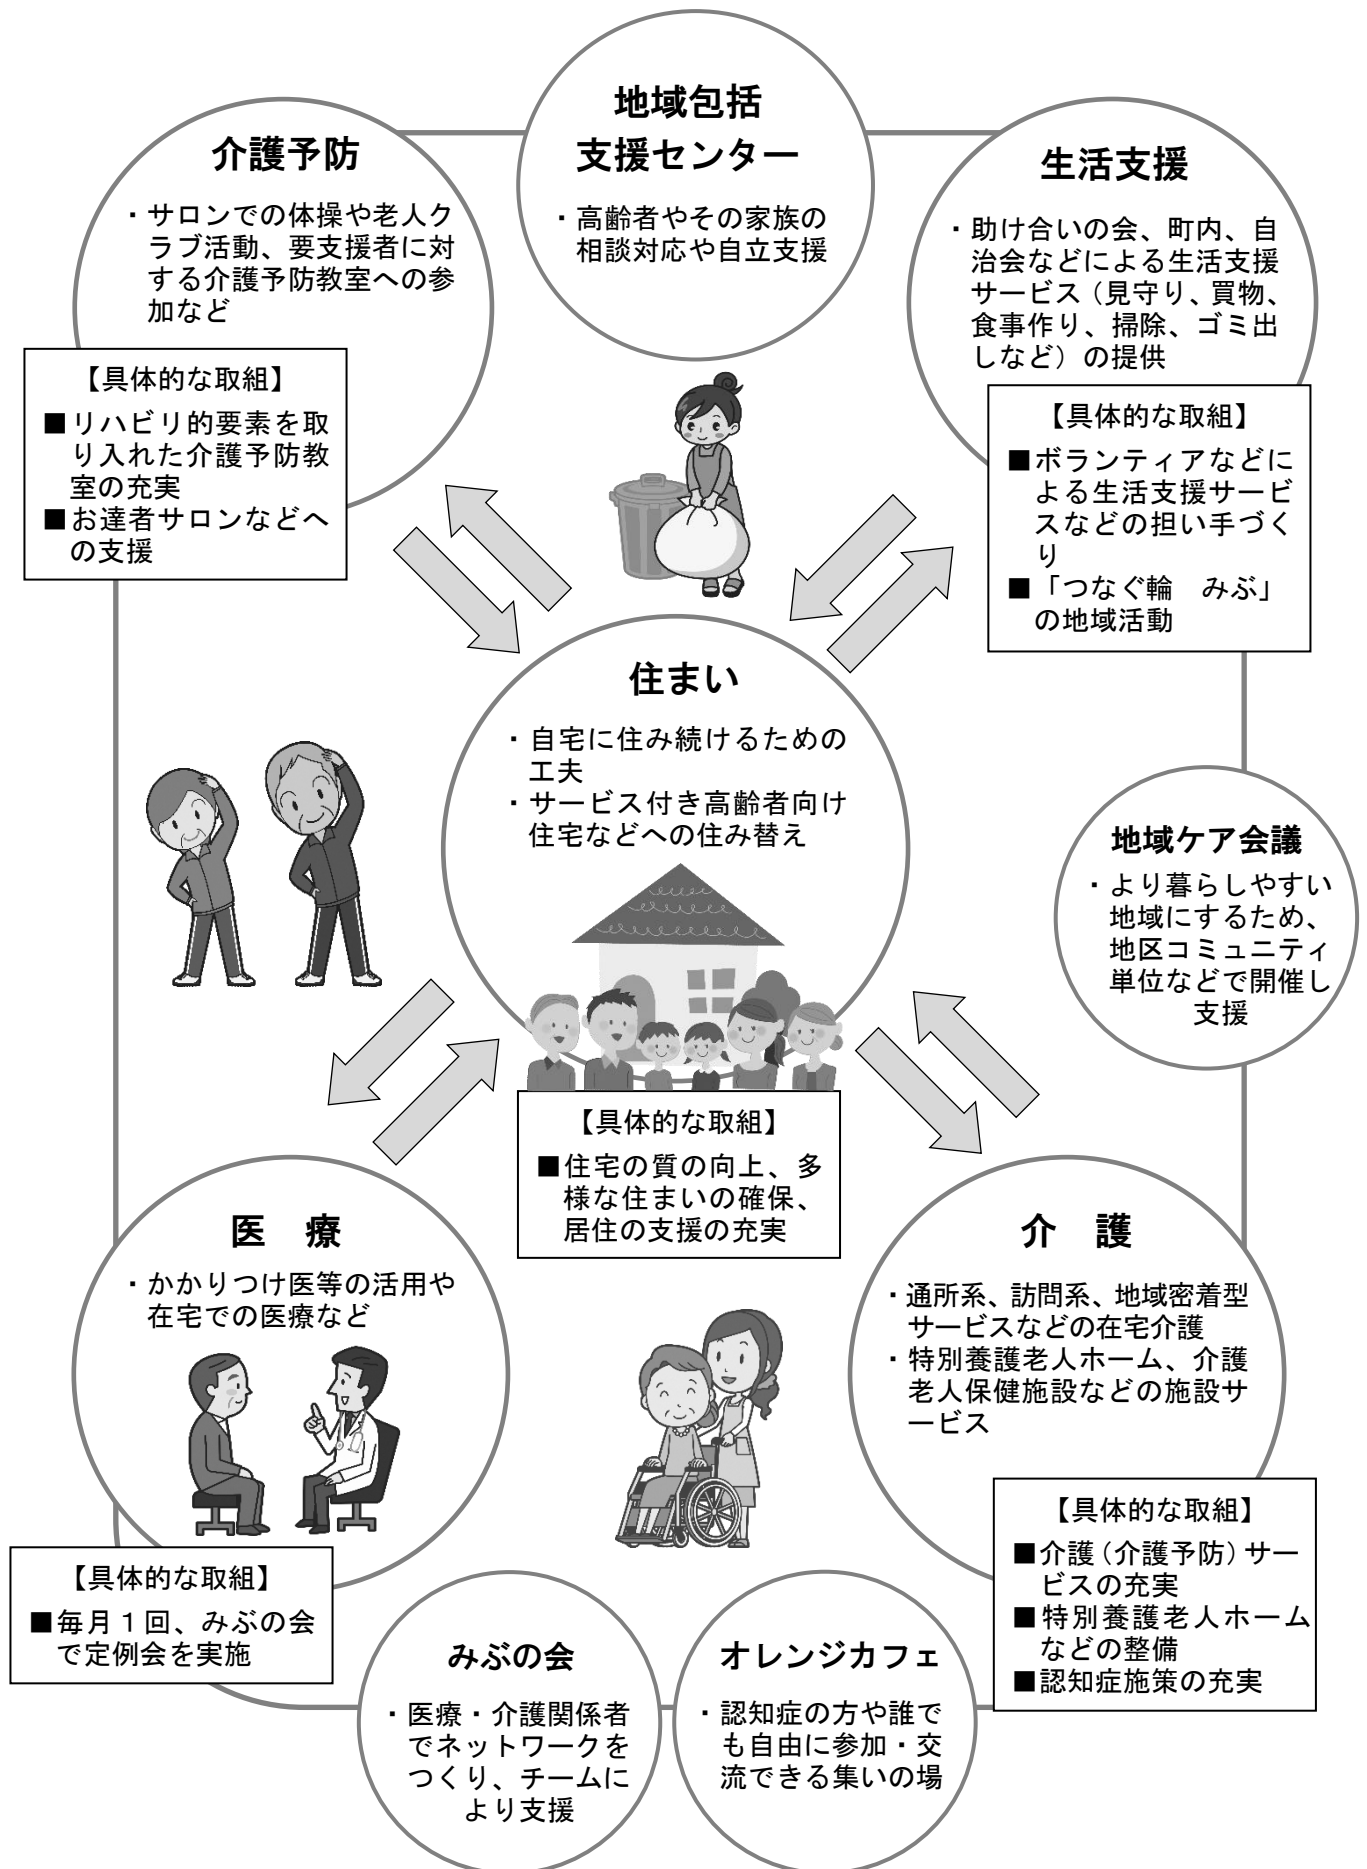 地域包括
支援センター
・高齢者やその家族の
相談対応や自立支援
介護予防
・サロンでの体操や老人ク
ラブ活動、要支援者に対
する介護予防教室への参
加など
【具体的な取組】
■リハビリ的要素を取
り入れた介護予防教
室の充実
■お達者サロンなどへ
の支援
生活支援
・助け合いの会、町内、自
治会などによる生活支援
サービス（見守り、買物、
食事作り、掃除、ゴミ出
しなど）の提供
【具体的な取組】
■ボランティアなどに
よる生活支援サービ
スなどの担い手づく
り
■「つなぐ輪　みぶ」
の地域活動
住まい
・自宅に住み続けるための
工夫
・サービス付き高齢者向け
住宅などへの住み替え
【具体的な取組】
■住宅の質の向上、多
様な住まいの確保、
居住の支援の充実
地域ケア会議
・より暮らしやすい
地域にするため、
地区コミュニティ
単位などで開催し
支援
医　療
・かかりつけ医等の活用や
在宅での医療など
【具体的な取組】
■毎月１回、みぶの会
で定例会を実施
介　護
・通所系、訪問系、地域密着型
サービスなどの在宅介護
・特別養護老人ホーム、介護
老人保健施設などの施設サ
ービス
【具体的な取組】
■介護（介護予防）サー
ビスの充実
■特別養護老人ホーム
などの整備
■認知症施策の充実
みぶの会
・医療・介護関係者
でネットワークを
つくり、チームに
より支援
オレンジカフェ
・認知症の方や誰で
も自由に参加・交
流できる集いの場